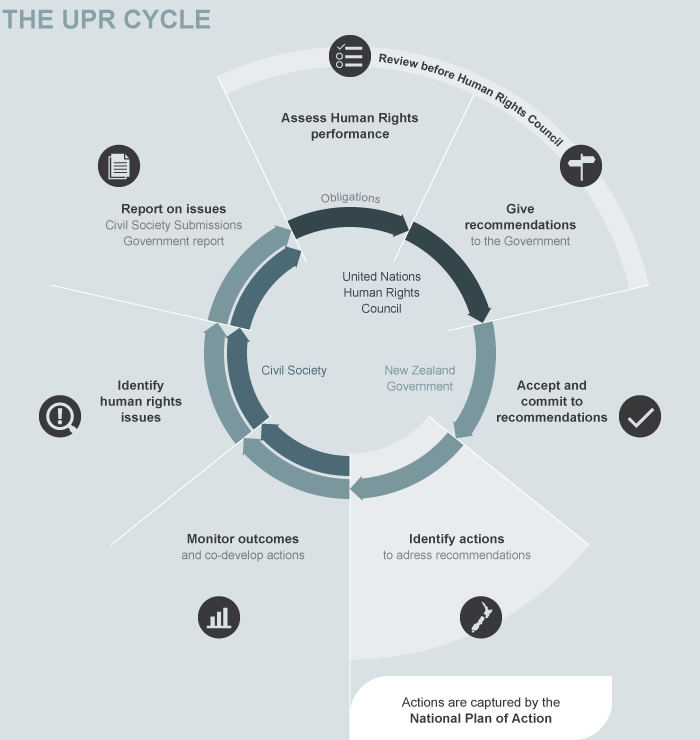 THE UPR CYCLE
Review before Human Rights Council
Assess Human Rights
performance
Obligations
Give
recommendations
to the Government
Report on issues
Civil Society Submissions
Government report
United Nations
Human Rights
Council
Civil Society
New Zealand
Government
Accept and
commit to
recommendations
Identify
human rights
issues
Monitor outcomes
and co-develop actions
Identify actions
to adress recommendations
Actions are captured by the
National Plan of Action